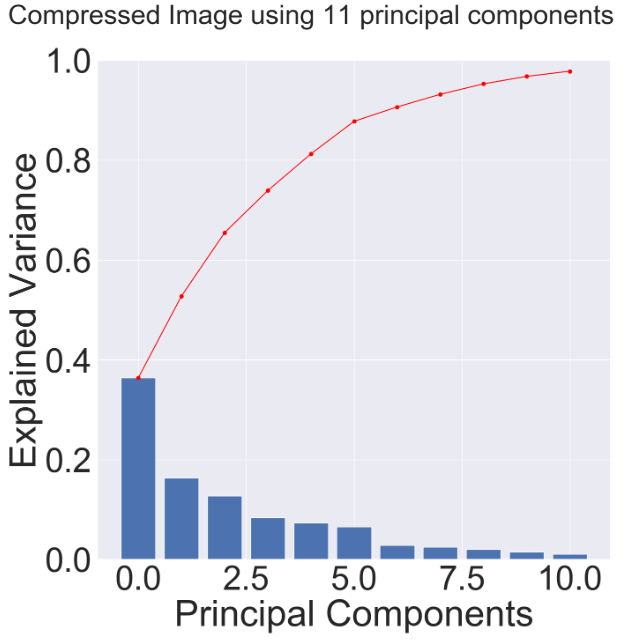 Compressed Image using 11 principal components
Explained Variance
1.0
0.8
0.6
0.4
0.2
0.0
0.0 2.5 5.0 7.5 10.0
Principal Components